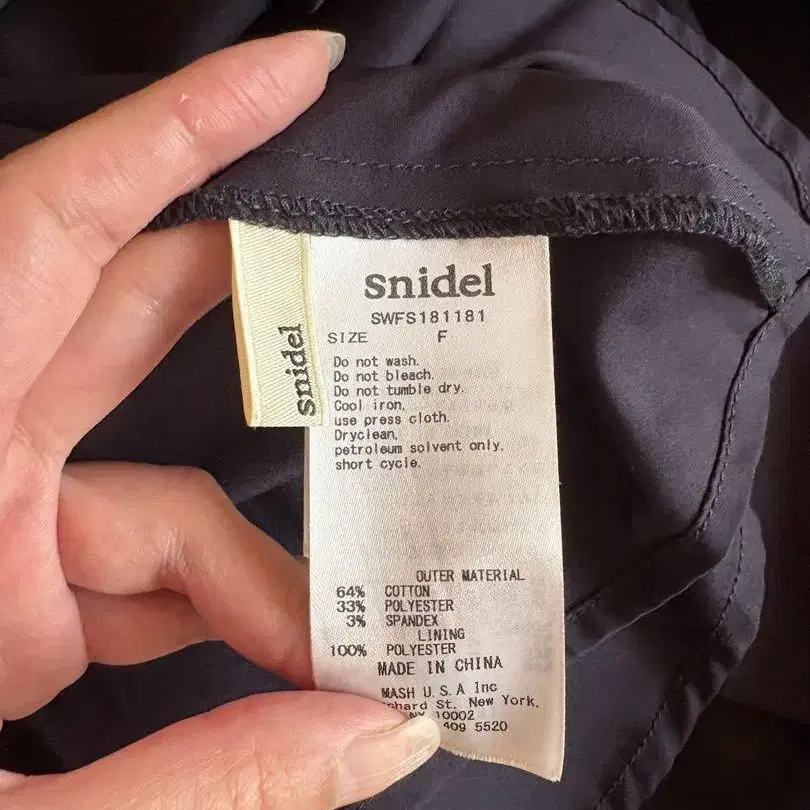 snidel
snidel
SWFS181181
SIZE F
Do not wash.
Do not bleach.
Do not tumble dry.
Cool iron,
use press cloth.
Dryclean,
petroleum solvent only.
short cycle.
OUTER MATERIAL
64% COTTON
33% POLYESTER
3% SPANDEX
LINING
100% POLYESTER
MADE IN CHINA
MASH U.S.A Inc
St. New York,
NY 10002
409 5520